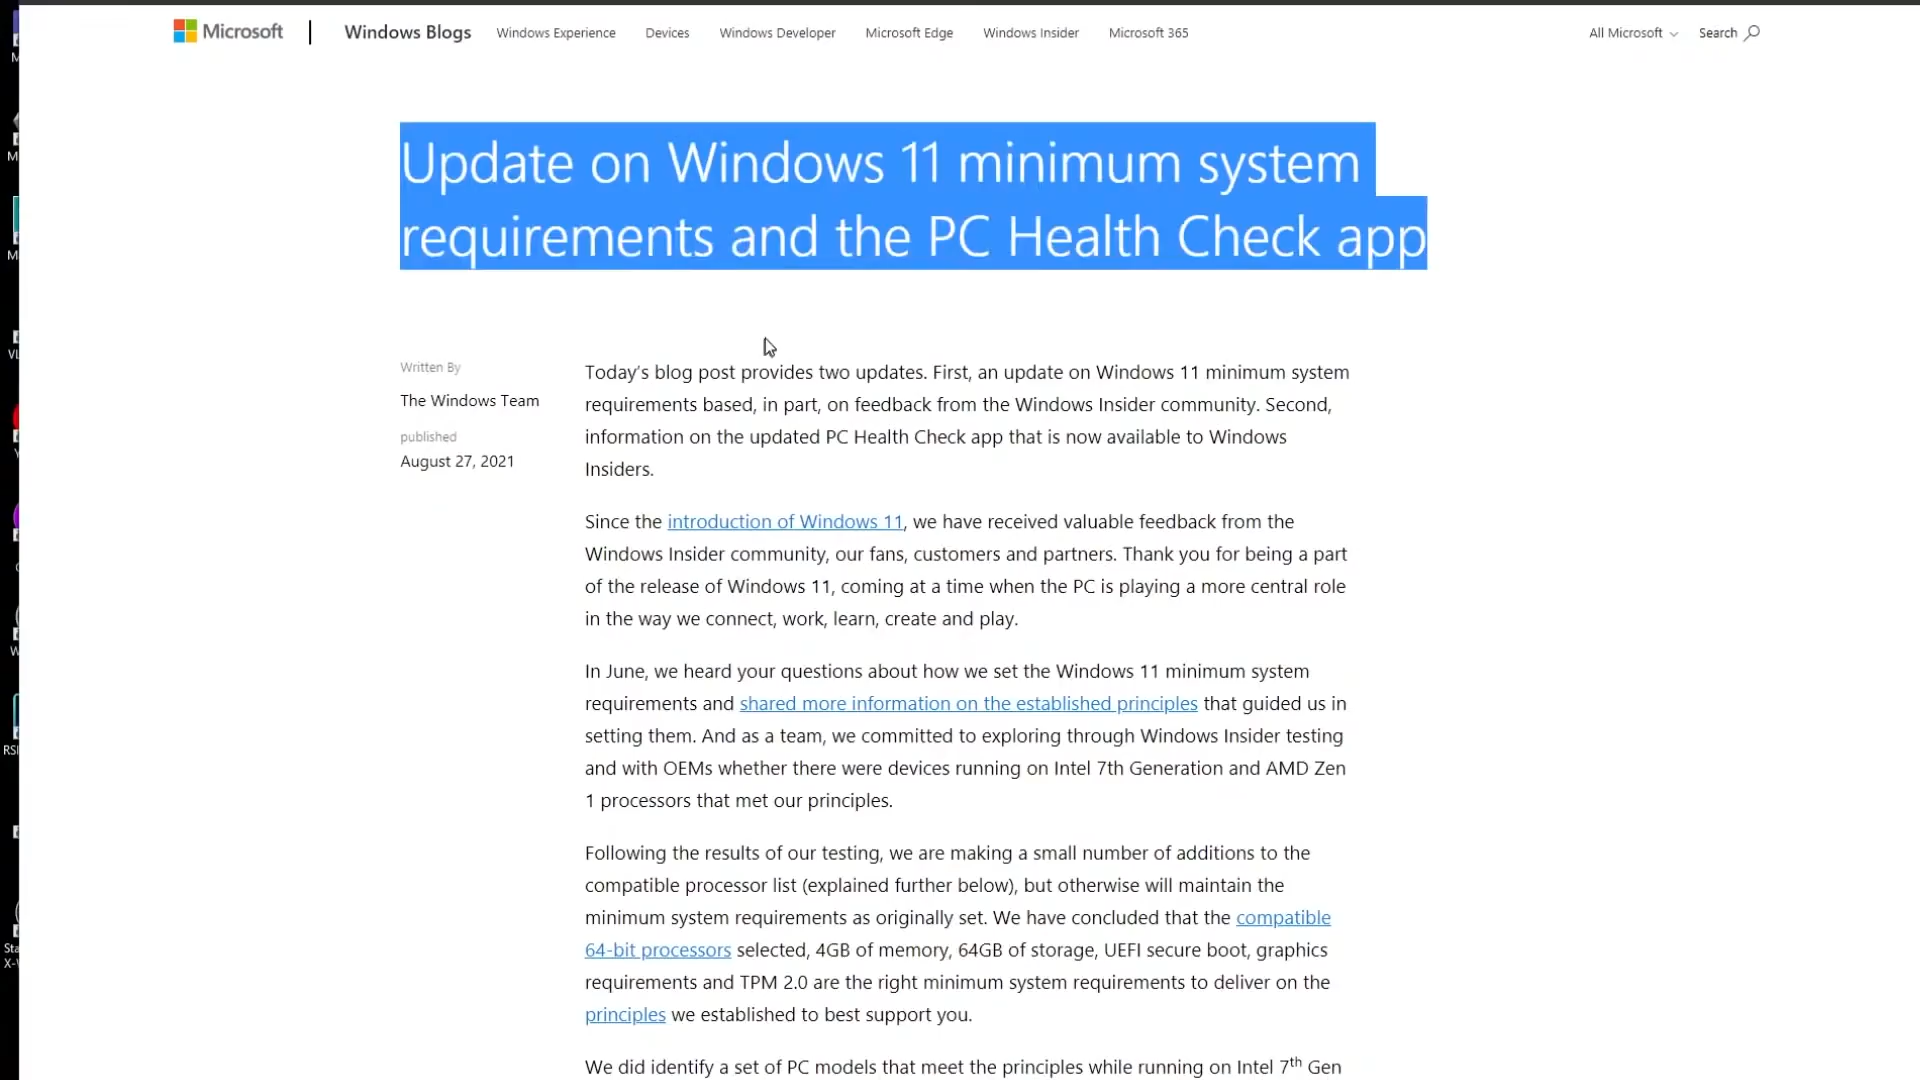 Microsoft
Windows Blogs
Windows Experience
Devices
Windows Developer
Microsoft Edge
Windows Insider
Microsoft 365
All Microsoft
Search
Update on Windows 11 minimum system
requirements and the PC Health Check app
Written By
The Windows Team
published
August 27, 2021
Today's blog post provides two updates. First, an update on Windows 11 minimum system
requirements based, in part, on feedback from the Windows Insider community. Second,
information on the updated PC Health Check app that is now available to Windows
Insiders.
Since the introduction of Windows 11, we have received valuable feedback from the
Windows Insider community, our fans, customers and partners. Thank you for being a part
of the release of Windows 11, coming at a time when the PC is playing a more central role
in the way we connect, work, learn, create and play.
In June, we heard your questions about how we set the Windows 11 minimum system
requirements and shared more information on the established principles that guided us in
setting them. And as a team, we committed to exploring through Windows Insider testing
and with OEMs whether there were devices running on Intel 7th Generation and AMD Zen
1 processors that met our principles.
Following the results of our testing, we are making a small number of additions to the
compatible processor list (explained further below), but otherwise will maintain the
minimum system requirements as originally set. We have concluded that the compatible
64-bit processors selected, 4GB of memory, 64GB of storage, UEFI secure boot, graphics
requirements and TPM 2.0 are the right minimum system requirements to deliver on the
principles we established to best support you.
We did identify a set of PC models that meet the principles while running on Intel 7th Gen